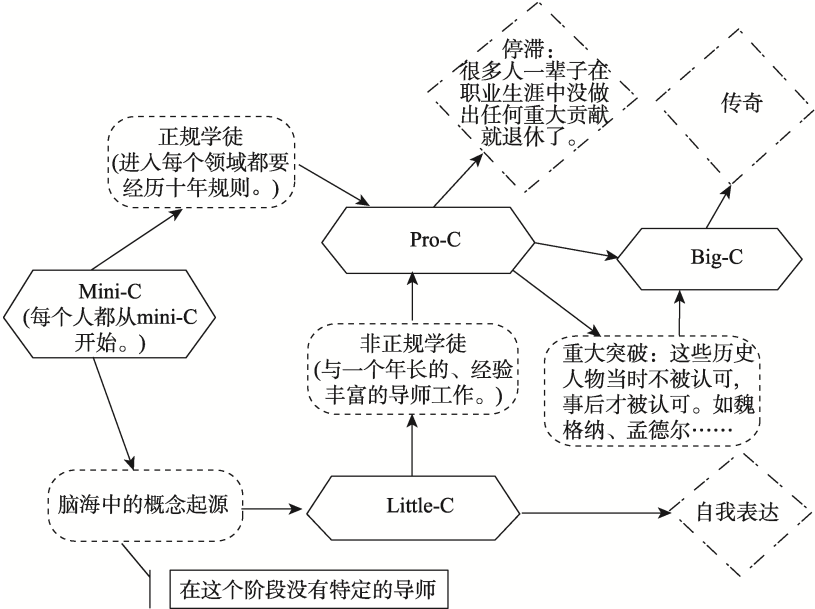 停滞：
很多人一辈子在
职业生涯中没做
出任何重大贡献
就退休了。
传奇
正规学徒
(进入每个领域都要
经历十年规则。)
Pro-C
Big-C
Mini-C
(每个人都从mini-C
开始。)
非正规学徒
(与一个年长的、经验
丰富的导师工作。)
重大突破：这些历史
人物当时不被认可，
事后才被认可。如魏
格纳、孟德尔……
脑海中的概念起源
Little-C
自我表达
在这个阶段没有特定的导师